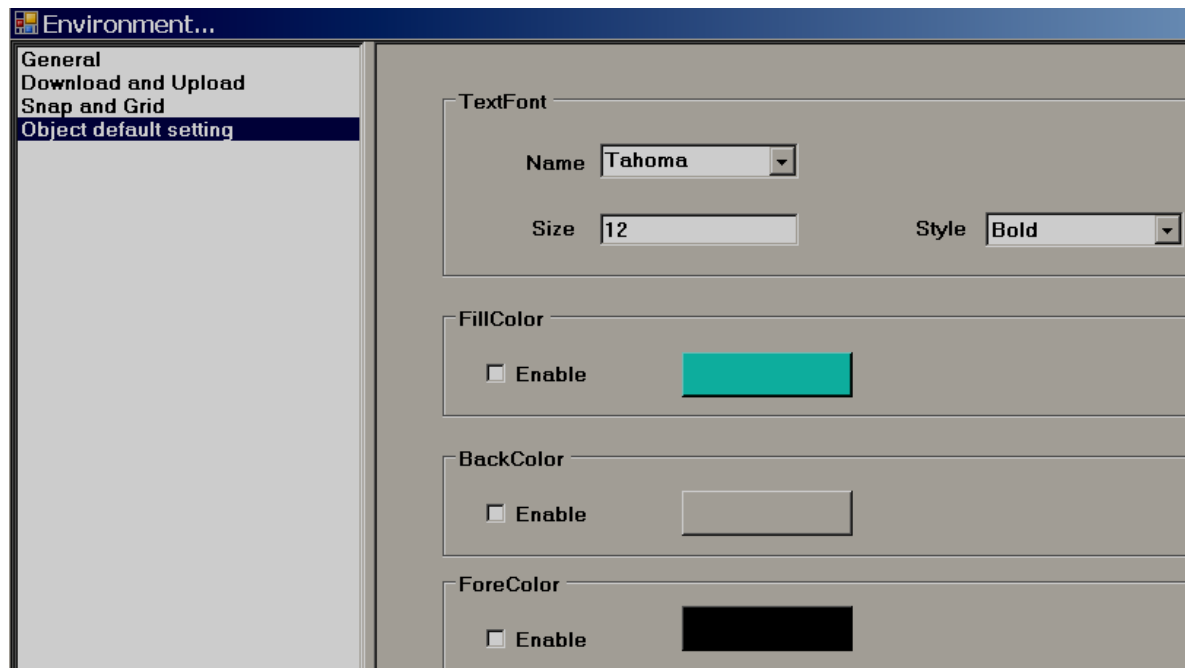 Environment...
General
Download and Upload
Snap and Grid
Object default setting
TextFont
Name Tahoma
Size 12 Style Bold
FillColor
Enable
BackColor
Enable
ForeColor
Enable